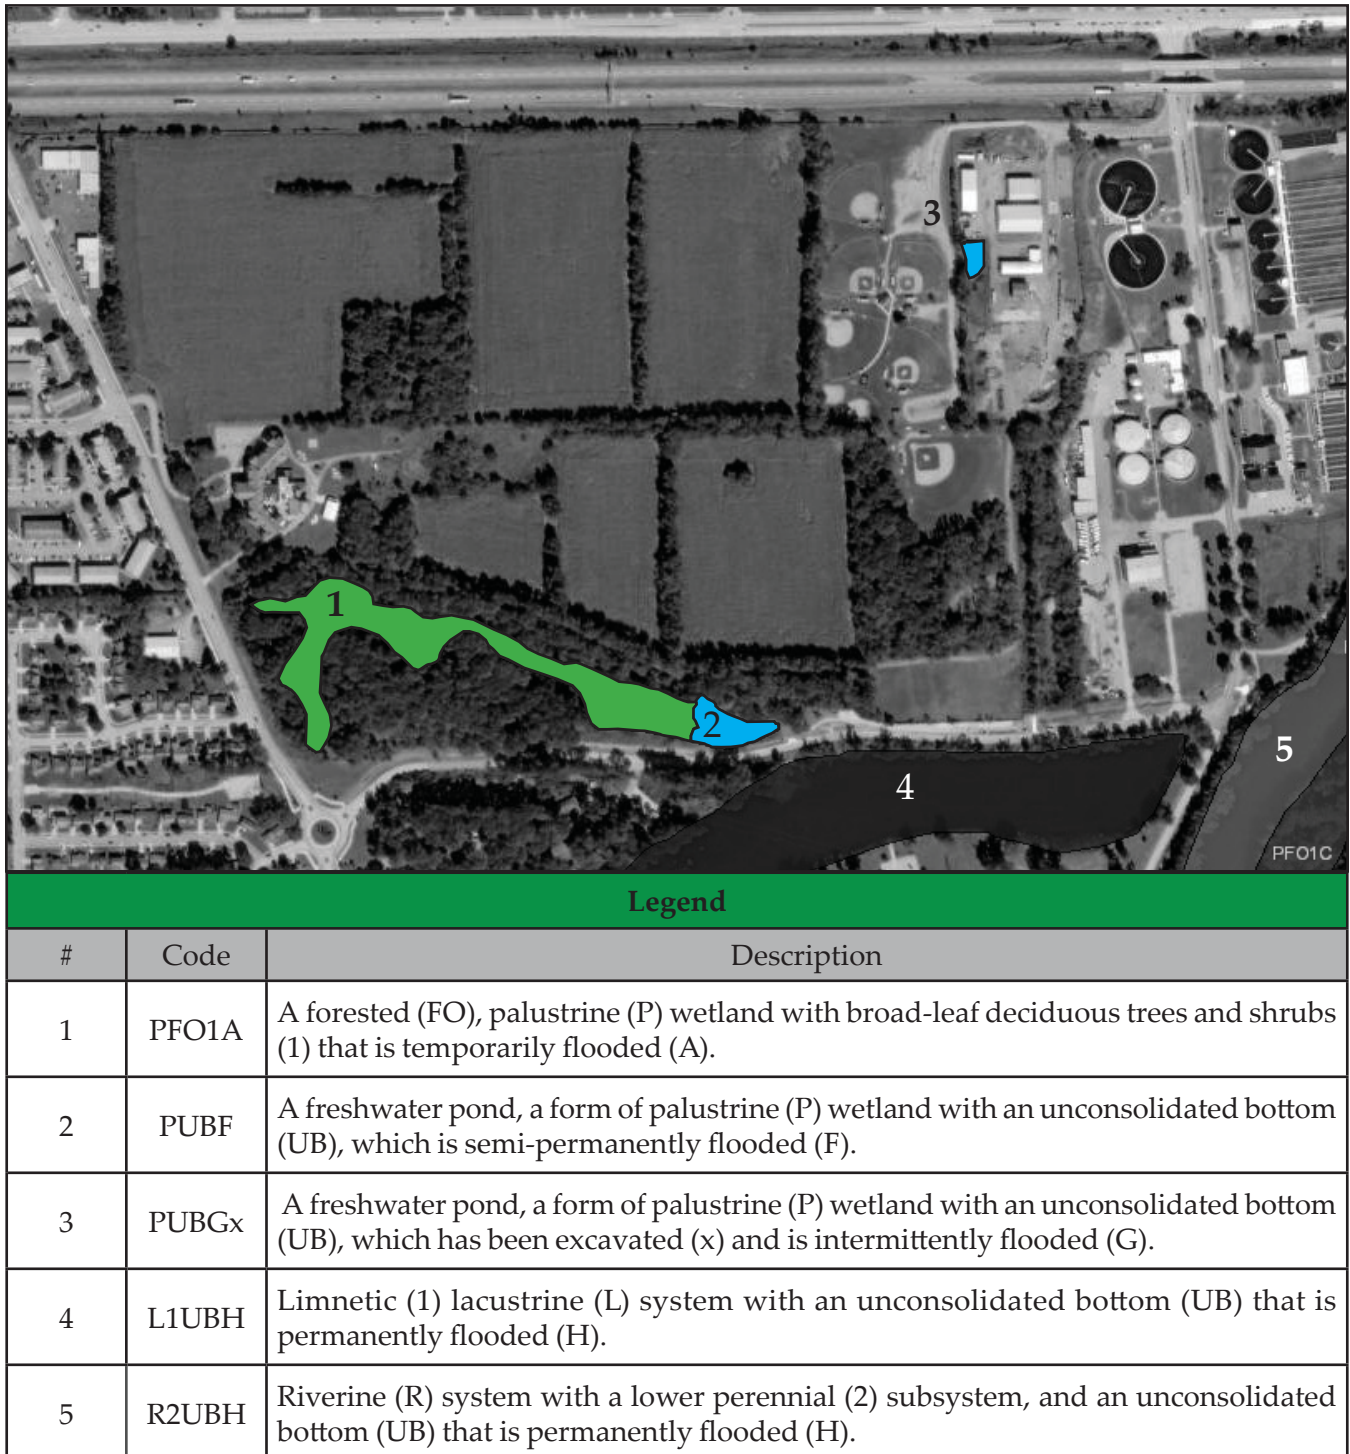 3
1
2
5
4
PFO1C
Legend
# Code Description
1 PFO1A A forested (FO), palustrine (P) wetland with broad-leaf deciduous trees and shrubs
(1) that is temporarily flooded (A).
2 PUBF A freshwater pond, a form of palustrine (P) wetland with an unconsolidated bottom
(UB), which is semi-permanently flooded (F).
3 PUBGx A freshwater pond, a form of palustrine (P) wetland with an unconsolidated bottom
(UB), which has been excavated (x) and is intermittently flooded (G).
4 L1UBH Limnetic (1) lacustrine (L) system with an unconsolidated bottom (UB) that is
permanently flooded (H).
5 R2UBH Riverine (R) system with a lower perennial (2) subsystem, and an unconsolidated
bottom (UB) that is permanently flooded (H).